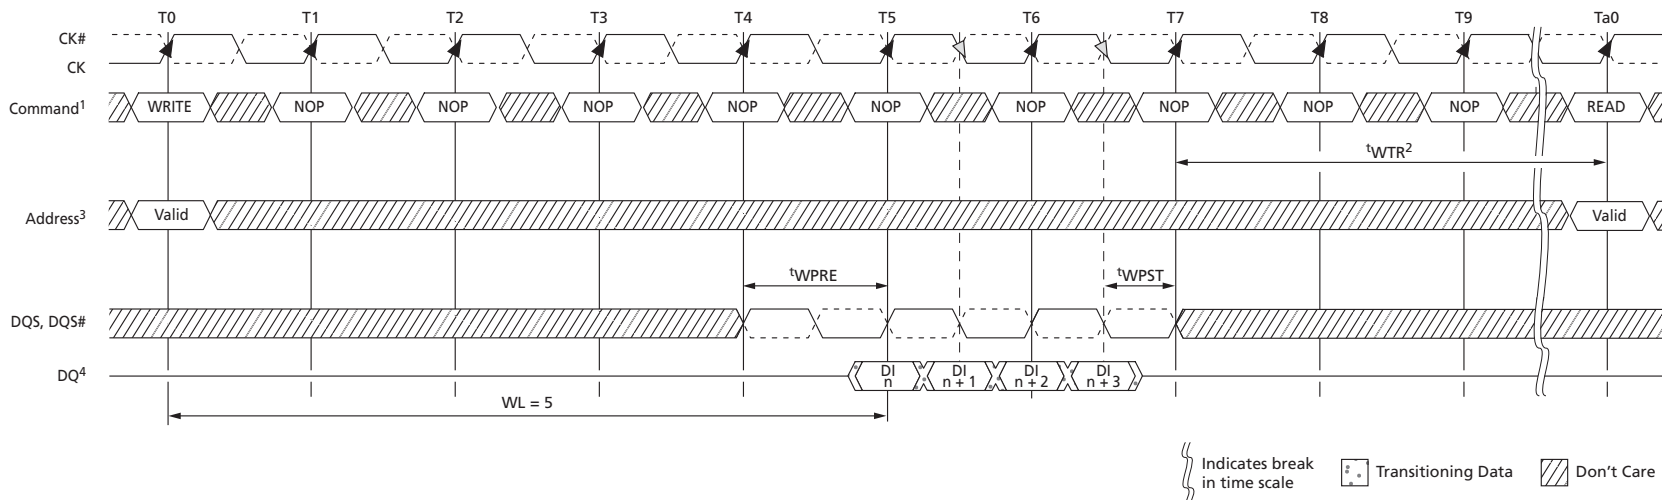 T0 T1 T2 T3 T4 T5 T6 T7 T8 T9 Ta0
CK#
CK
Command1 WRITE NOP NOP NOP NOP NOP NOP NOP NOP NOP READ
tWTR2
Address3 Valid Valid
tWPRE tWPST
DQS, DQS#
DQ4 DI n DI n + 1 DI n + 2 DI n + 3
WL = 5
Indicates break
in time scale
Transitioning Data
Don't Care